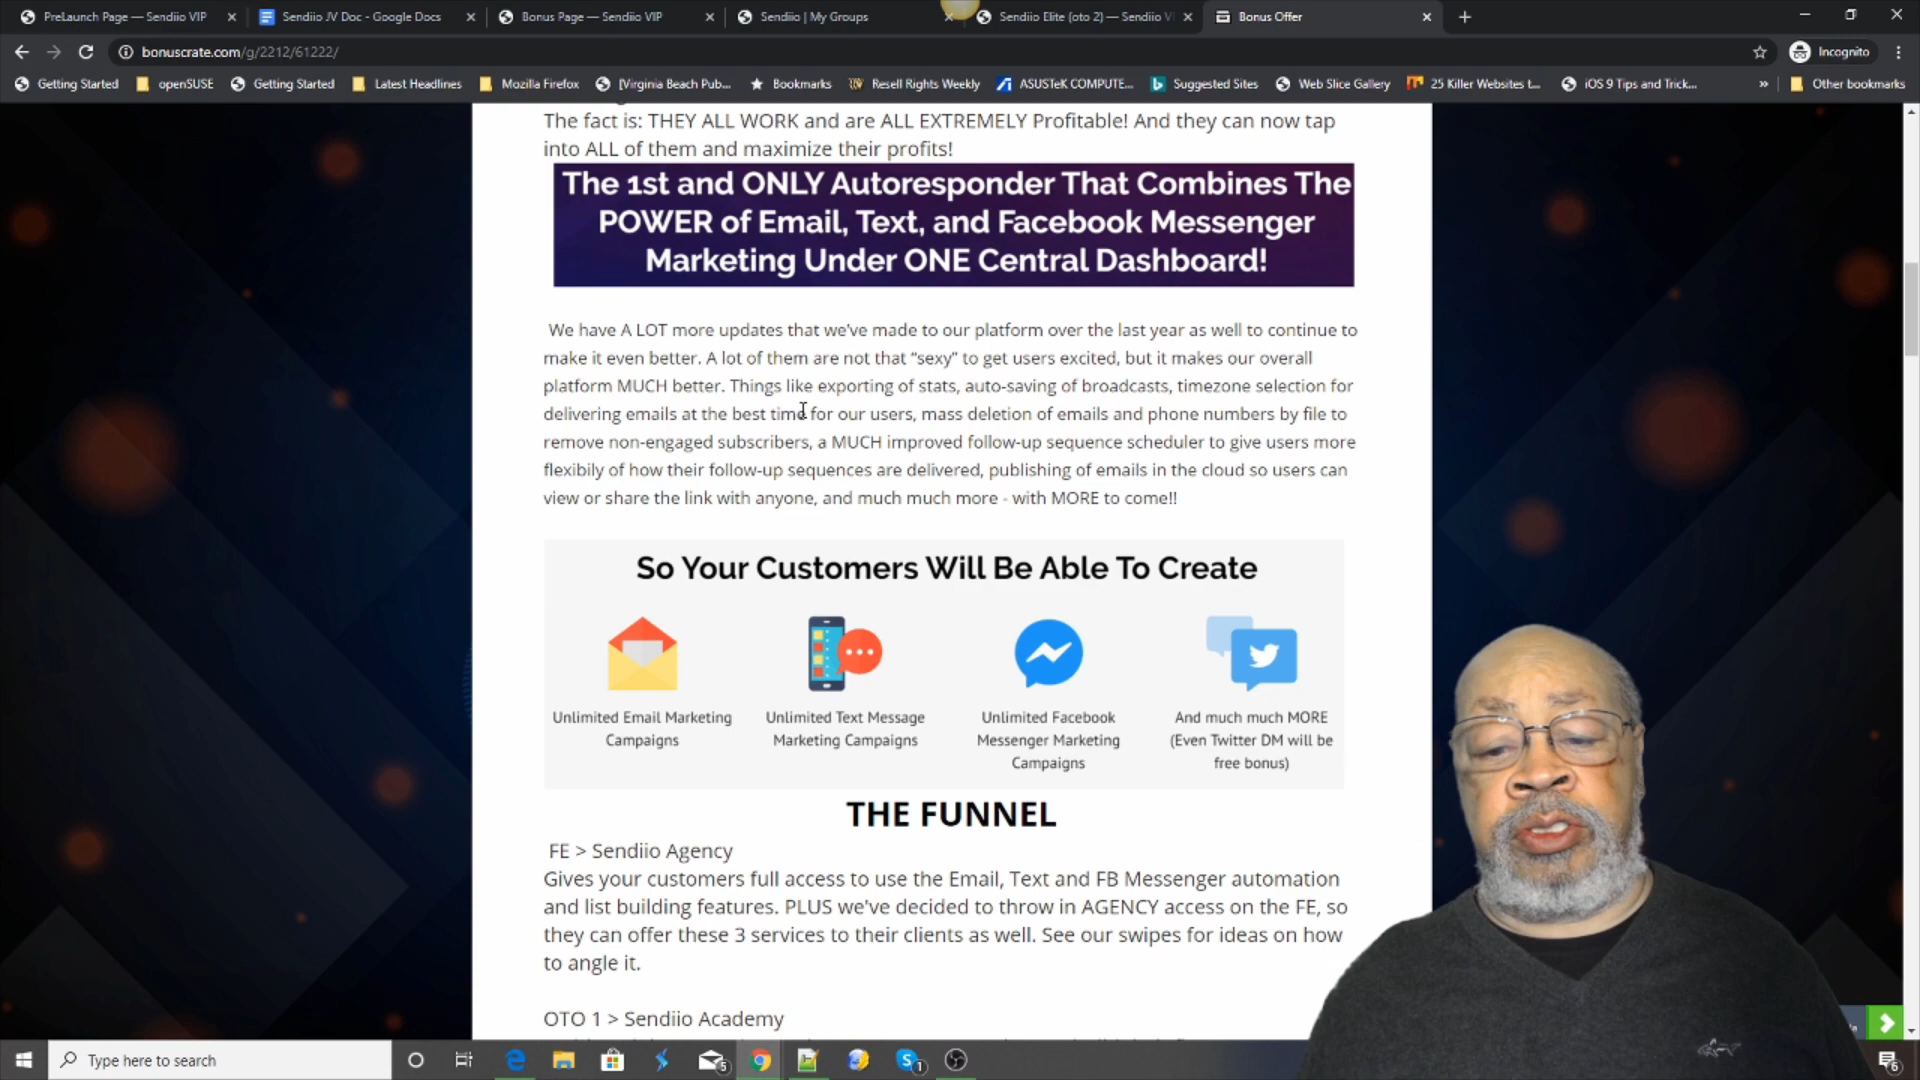 PreLaunch Page — Sendiio VIP
Sendiio JV Doc - Google Docs
Bonus Page — Sendiio VIP
Sendiio | My Groups
Sendiio Elite (oto 2) — Sendiio VI
Bonus Offer
bonuscrate.com/g/2212/61222/
Incognito
Getting Started
openSUSE
Getting Started
Latest Headlines
Mozilla Firefox
[Virginia Beach Pub...
Bookmarks
Resell Rights Weekly
ASUSTeK COMPUTE...
Suggested Sites
Web Slice Gallery
25 Killer Websites t...
iOS 9 Tips and Trick...
Other bookmarks
The fact is: THEY ALL WORK and are ALL EXTREMELY Profitable! And they can now tap
into ALL of them and maximize their profits!
The 1st and ONLY Autoresponder That Combines The
POWER of Email, Text, and Facebook Messenger
Marketing Under ONE Central Dashboard!
We have A LOT more updates that we've made to our platform over the last year as well to continue to
make it even better. A lot of them are not that “sexy” to get users excited, but it makes our overall
platform MUCH better. Things like exporting of stats, auto-saving of broadcasts, timezone selection for
delivering emails at the best time for our users, mass deletion of emails and phone numbers by file to
remove non-engaged subscribers, a MUCH improved follow-up sequence scheduler to give users more
flexibily of how their follow-up sequences are delivered, publishing of emails in the cloud so users can
view or share the link with anyone, and much much more - with MORE to come!!
So Your Customers Will Be Able To Create
Unlimited Email Marketing
Campaigns
Unlimited Text Message
Marketing Campaigns
Unlimited Facebook
Messenger Marketing
Campaigns
And much much MORE
(Even Twitter DM will be
free bonus)
THE FUNNEL
FE > Sendiio Agency
Gives your customers full access to use the Email, Text and FB Messenger automation
and list building features. PLUS we've decided to throw in AGENCY access on the FE, so
they can offer these 3 services to their clients as well. See our swipes for ideas on how
to angle it.
OTO 1 > Sendiio Academy
Type here to search
5
1
6